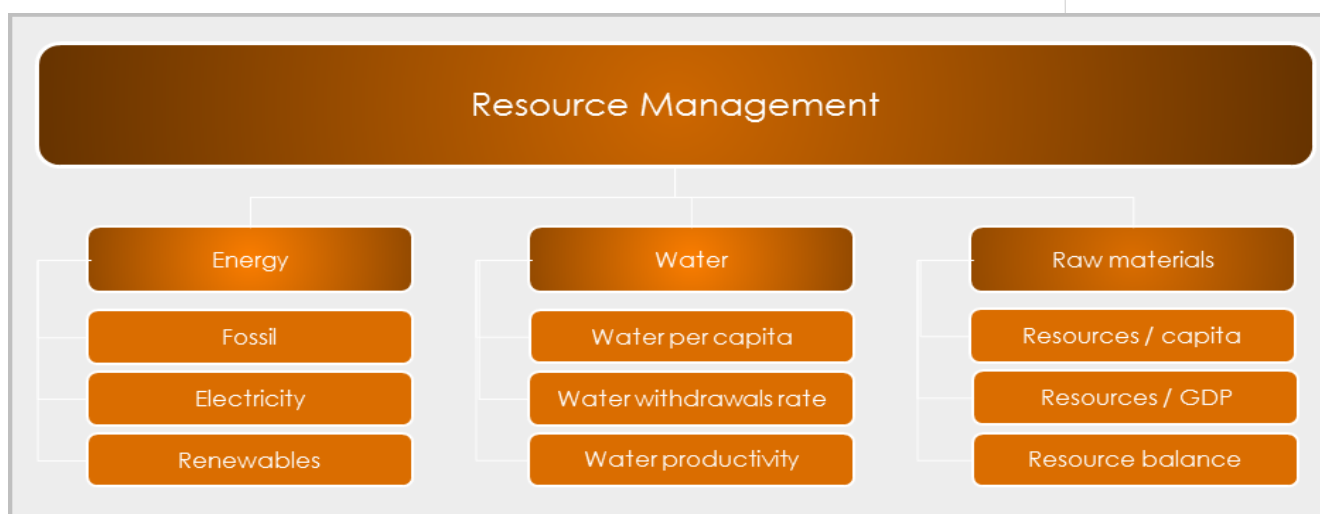 Resource Management
Energy
Fossil
Electricity
Renewables
Water
Water per capita
Water withdrawals rate
Water productivity
Raw materials
Resources / capita
Resources / GDP
Resource balance